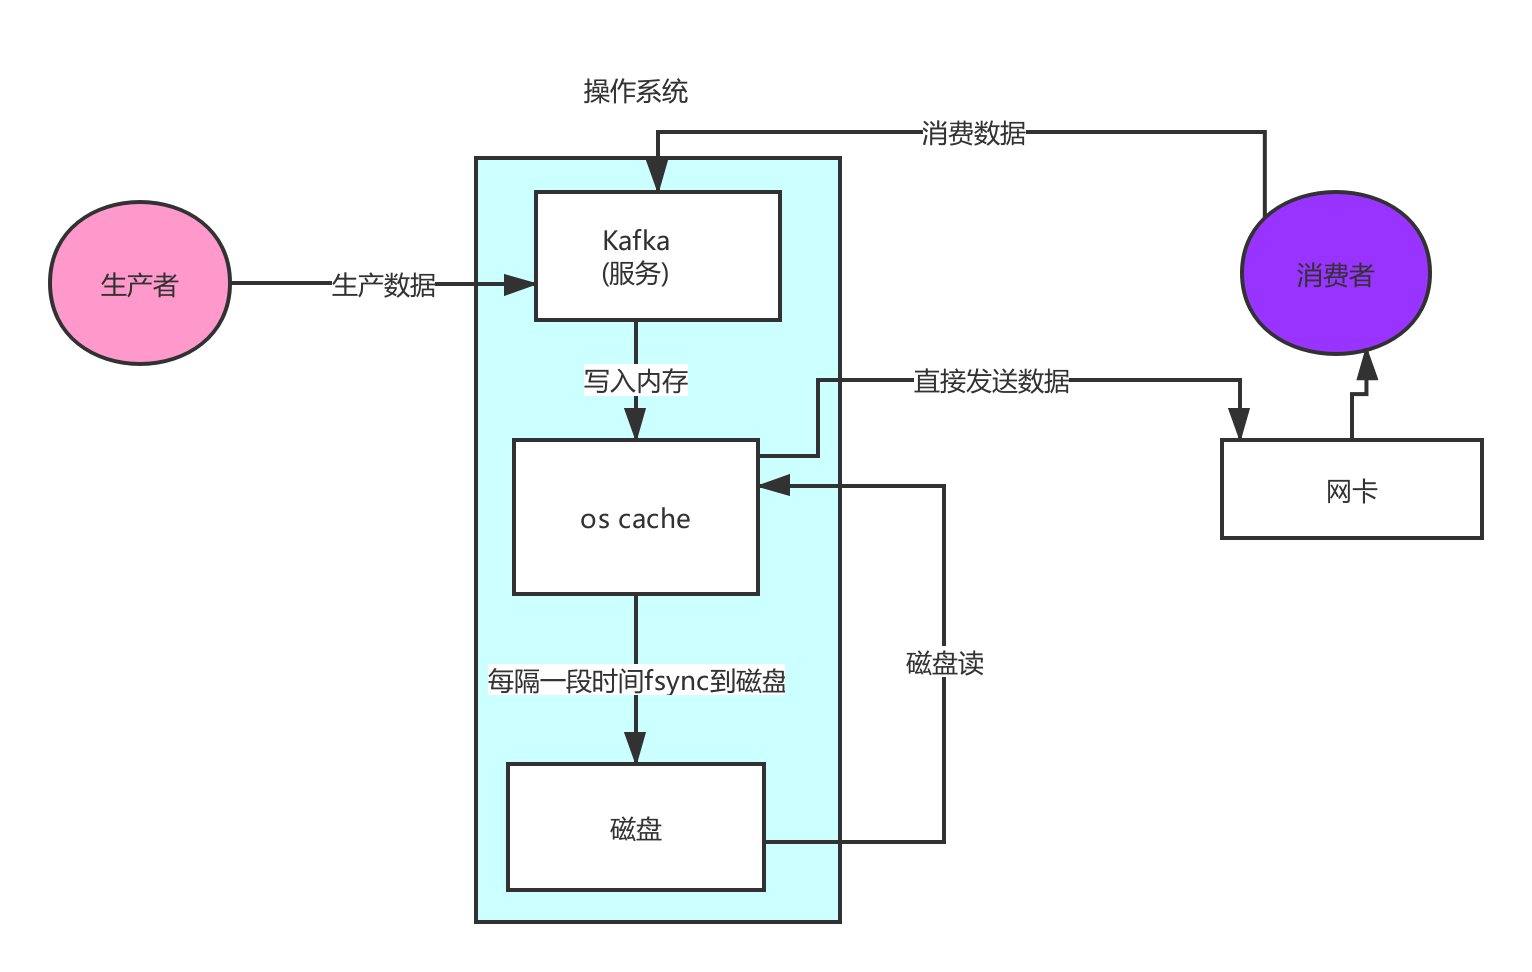 操作系统
消费数据
Kafka
(服务)
生产者
生产数据
消费者
写入内存
直接发送数据
os cache
网卡
每隔一段时间fsync到磁盘
磁盘读
磁盘